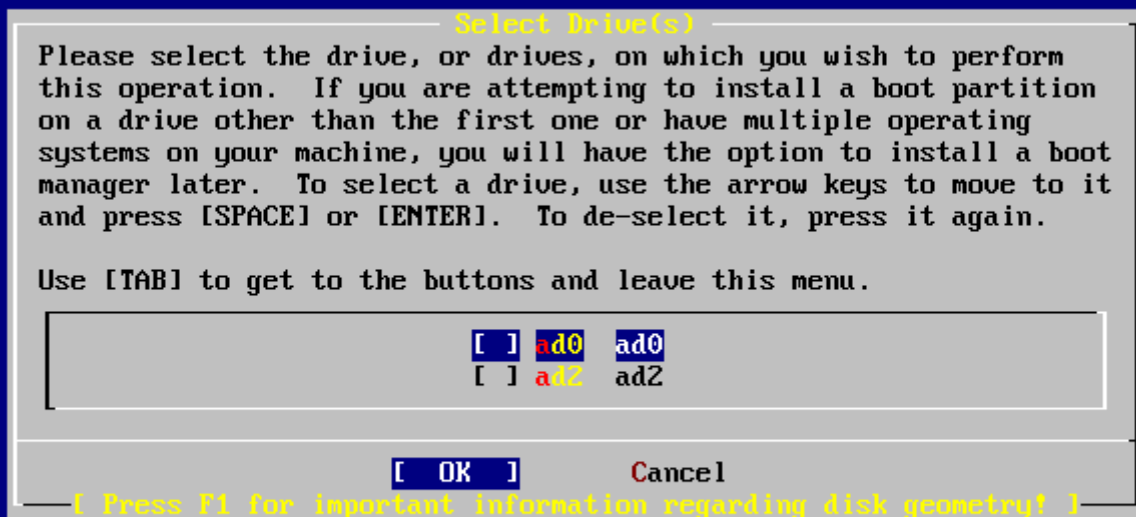 Select Drive(s)
Please select the drive, or drives, on which you wish to perform
this operation.  If you are attempting to install a boot partition
on a drive other than the first one or have multiple operating
systems on your machine, you will have the option to install a boot
manager later.  To select a drive, use the arrow keys to move to it
and press [SPACE] or [ENTER].  To de-select it, press it again.
Use [TAB] to get to the buttons and leave this menu.
[ ] ad0  ad0
[ ] ad2  ad2
[  OK  ]  Cancel
[ Press F1 for important information regarding disk geometry! ]